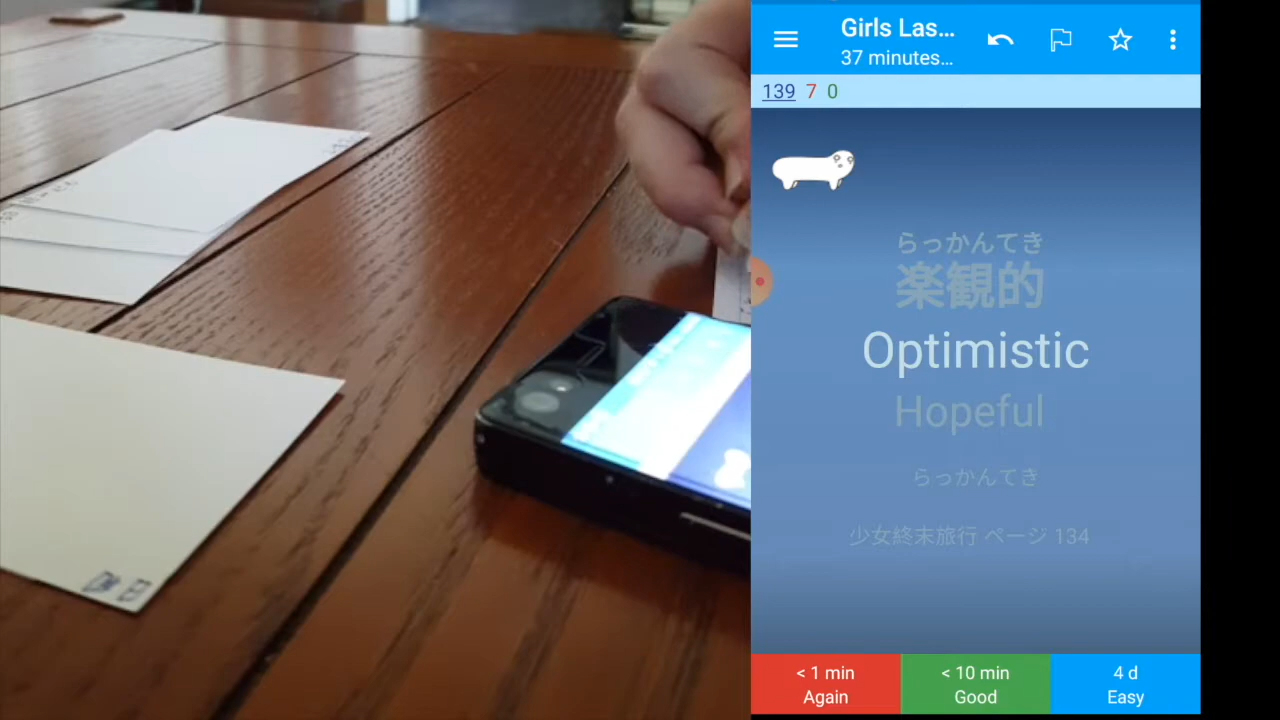 Girls Las...
37 minutes...
139 7 0
らっかんてき
楽観的
Optimistic
Hopeful
らっかんてき
少女終末旅行 ページ 134
< 1 min
Again
< 10 min
Good
4 d
Easy